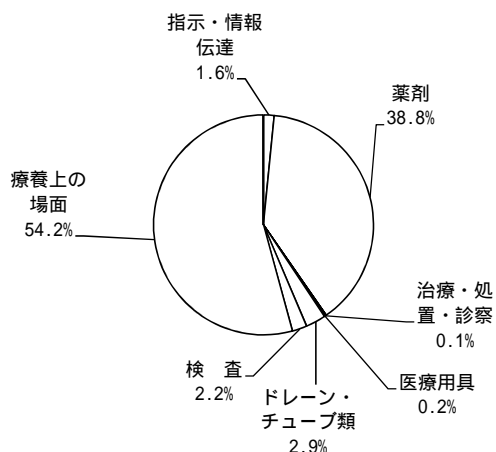 指示・情報
伝達
1.6%
薬剤
38.8%
治療・処
置・診察
0.1%
医療用具
0.2%
ドレーン・
チューブ類
2.9%
検　査
2.2%
療養上の
場面
54.2%